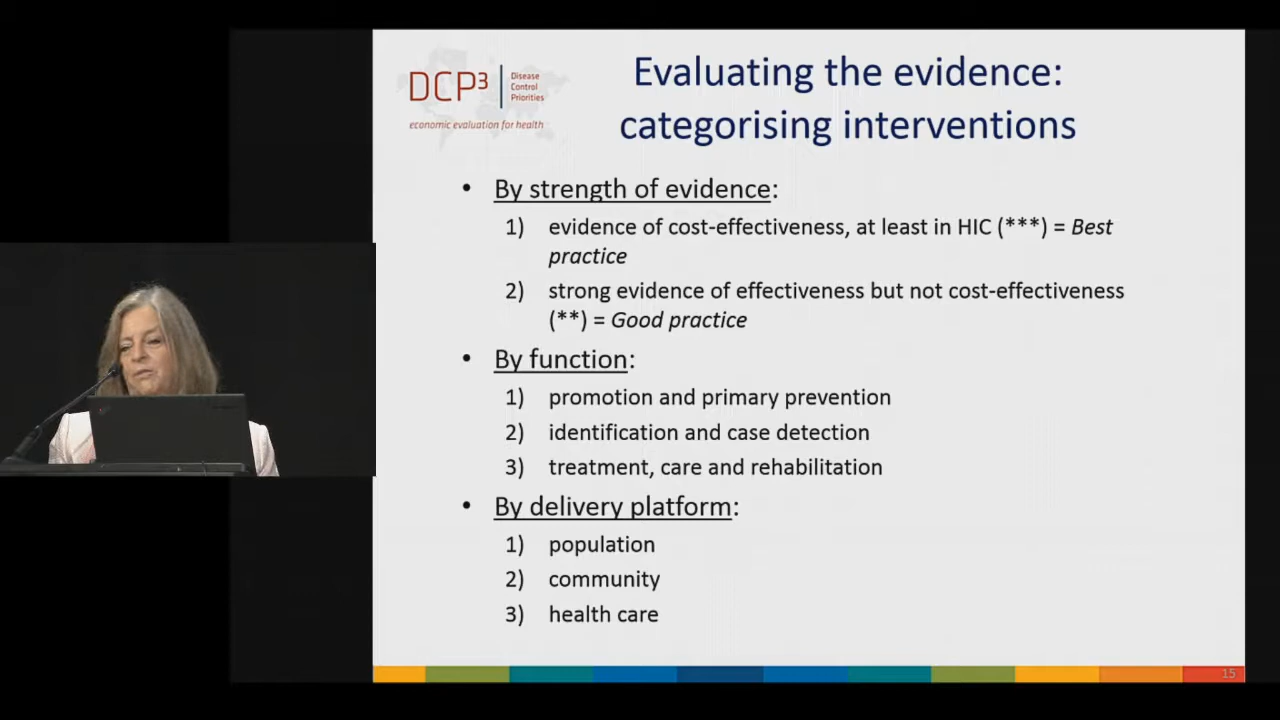 DCP3
Disease
Control
Priorities
economic evaluation for health
Evaluating the evidence:
categorising interventions
• By strength of evidence:
1) evidence of cost-effectiveness, at least in HIC (***) = Best
practice
2) strong evidence of effectiveness but not cost-effectiveness
(**) = Good practice
• By function:
1) promotion and primary prevention
2) identification and case detection
3) treatment, care and rehabilitation
• By delivery platform:
1) population
2) community
3) health care
15